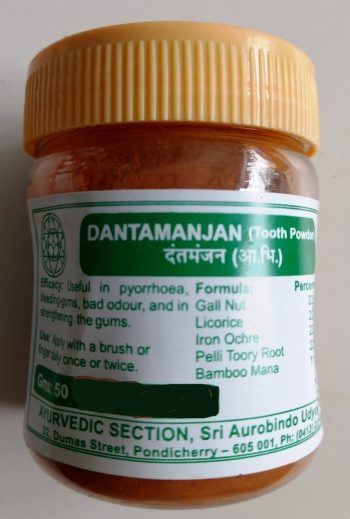 DANTAMANJAN (Tooth Powder
दंतमंजन (आ.भि.)
Efficacy: Useful in pyorrhoea,
bleeding-gums, bad odour, and in
strengthening the gums.
Use: Apply with a brush or
finger daily once or twice.
Gms: 50
Formula:
Gall Nut
Licorice
Iron Ochre
Pelli Toory Root
Bamboo Mana
AYURVEDIC SECTION, Sri Aurobindo
22, Dumas Street, Pondicherry – 605 001, Ph: